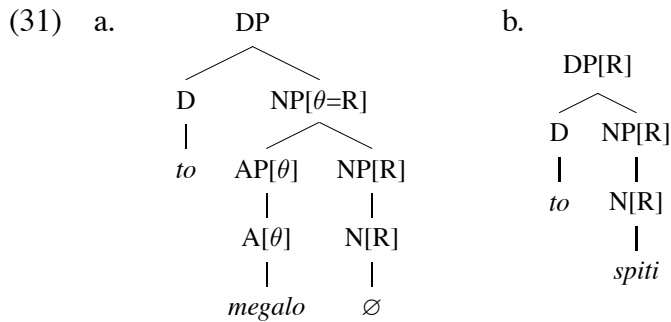 (31) a. DP b.
DP[R]
D NP[θ=R]
D NP[R]
to AP[θ] NP[R]
to N[R]
A[θ] N[R]
spiti
megalo ∅